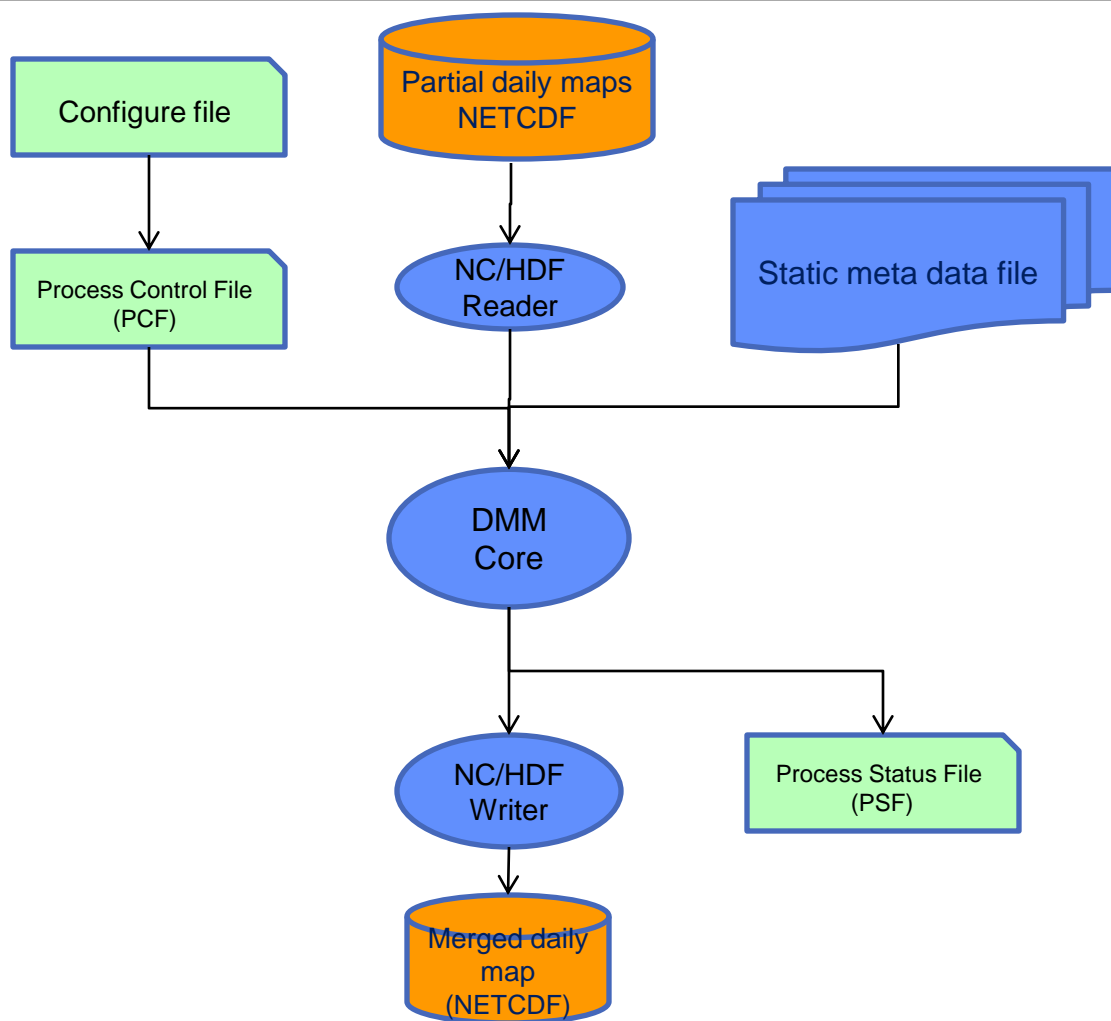 Partial daily maps
NETCDF
Configure file
Static meta data file
NC/HDF
Reader
Process Control File
(PCF)
DMM
Core
NC/HDF
Writer
Process Status File
(PSF)
Merged daily
map
(NETCDF)